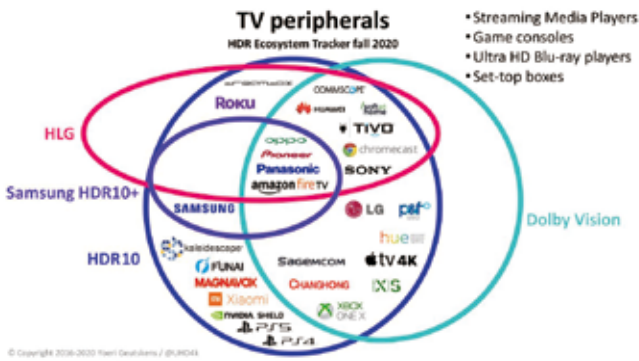 TV peripherals
HDR Ecosystem Tracker fall 2020
• Streaming Media Players
• Game consoles
• Ultra HD Blu-ray players
• Set-top boxes
HLG
Samsung HDR10+
HDR10
Dolby Vision
ROKU
COMMSCOPE
HUAWEI
TIVO
chromecast
SONY
oppo
Pioneer
Panasonic
amazon fireTV
SAMSUNG
LG
hue
tv 4K
kaleidescape
FUNAI
MAGNAVOX
Xiaomi
NVIDIA SHIELD
PS5
PS4
SAGEMCOM
CHANGHONG
X|S
XBOX
ONE X
© Copyright 2016-2020 Yoeri Geutskens / @UHD4k